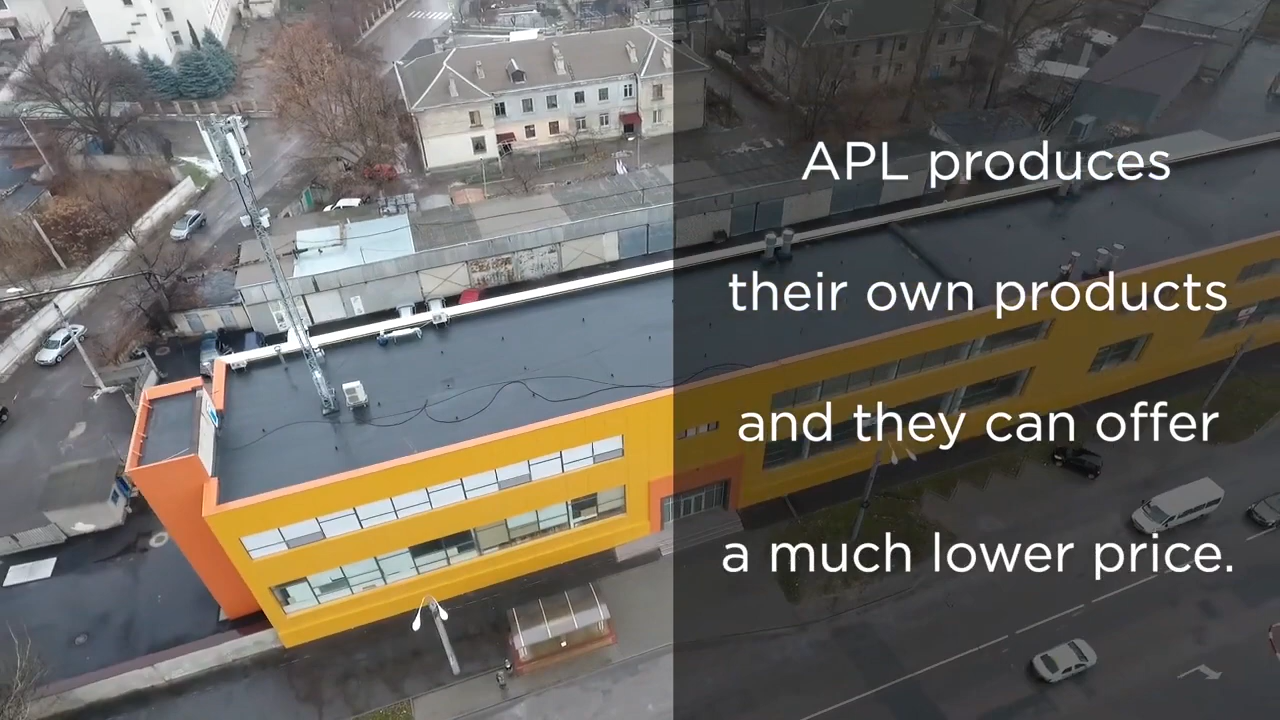 APL produces
their own products
and they can offer
a much lower price.